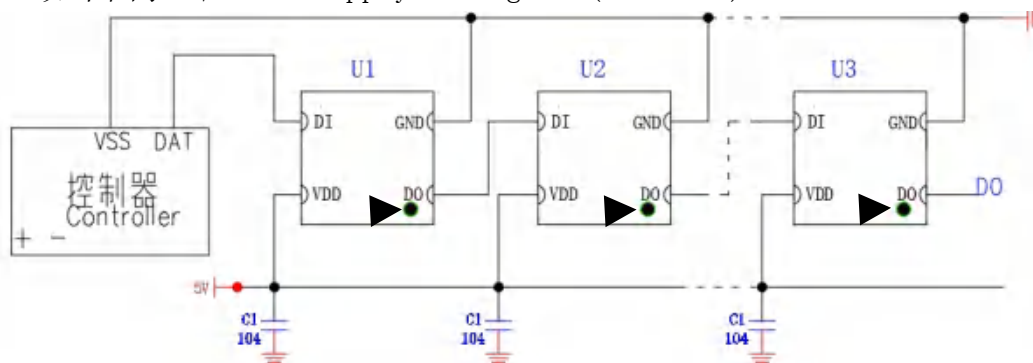 U1
U2
U3
DI
GND
DI
GND
DI
GND
VSS
DAT
控制器
Controller
+ -
VDD
DO
VDD
DO
VDD
DO
DO
5V
C1
104
C1
104
C1
104